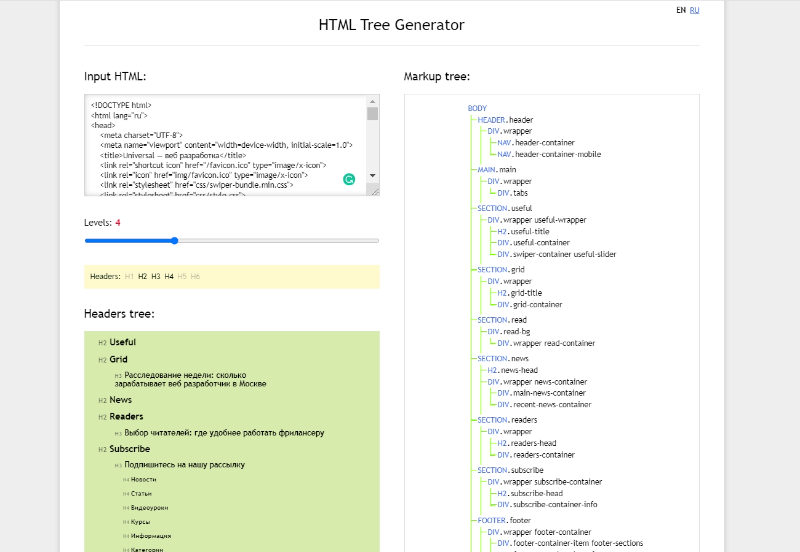 EN RU
HTML Tree Generator
Input HTML:
<!DOCTYPE html>
<html lang="ru">
<head>
<meta charset="UTF-8">
<meta name="viewport" content="width=device-width, initial-scale=1.0">
<title>Universal — веб раработка</title>
<link rel="shortcut icon" href="/favicon.ico" type="image/x-icon">
<link rel="icon" href="img/favicon.ico" type="image/x-icon">
<link rel="stylesheet" href="css/swiper-bundle.min.css">
<link rel="stylesheet" href="css/style.css">
Levels: 4
Headers: H1 H2 H3 H4 H5 H6
Headers tree:
H2 Useful
H2 Grid
H3 Расследование недели: сколько
зарабатывает веб разработчик в Москве
H2 News
H2 Readers
H3 Выбор читателей: где удобнее работать фрилансеру
H2 Subscribe
H3 Подпишитесь на нашу рассылку
H4 Новости
H4 Статьи
H4 Видеоуроки
H4 Курсы
H4 Информация
H4 Категории
Markup tree:
BODY
HEADER.header
DIV.wrapper
NAV.header-container
NAV.header-container-mobile
MAIN.main
DIV.wrapper
DIV.tabs
SECTION.useful
DIV.wrapper useful-wrapper
H2.useful-title
DIV.useful-container
DIV.swiper-container useful-slider
SECTION.grid
DIV.wrapper
H2.grid-title
DIV.grid-container
SECTION.read
DIV.read-bg
DIV.wrapper read-container
SECTION.news
H2.news-head
DIV.wrapper news-container
DIV.main-news-container
DIV.recent-news-container
SECTION.readers
DIV.wrapper
H2.readers-head
DIV.readers-container
SECTION.subscribe
DIV.wrapper subscribe-container
H2.subscribe-head
DIV.subscribe-container-info
FOOTER.footer
DIV.wrapper footer-container
DIV.footer-container-item footer-sections